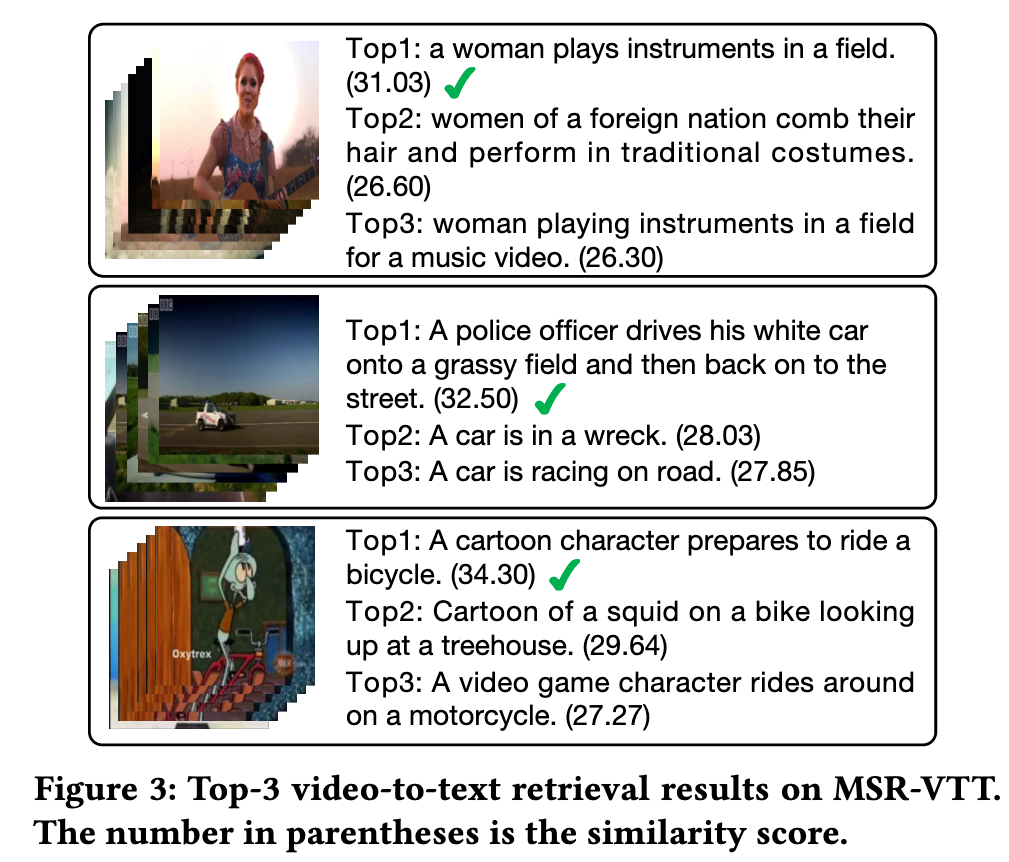 Top1: a woman plays instruments in a field.
(31.03)
Top2: women of a foreign nation comb their
hair and perform in traditional costumes.
(26.60)
Top3: woman playing instruments in a field
for a music video. (26.30)
Top1: A police officer drives his white car
onto a grassy field and then back on to the
street. (32.50)
Top2: A car is in a wreck. (28.03)
Top3: A car is racing on road. (27.85)
Oxytrex
Top1: A cartoon character prepares to ride a
bicycle. (34.30)
Top2: Cartoon of a squid on a bike looking
up at a treehouse. (29.64)
Top3: A video game character rides around
on a motorcycle. (27.27)
Figure 3: Top-3 video-to-text retrieval results on MSR-VTT.
The number in parentheses is the similarity score.